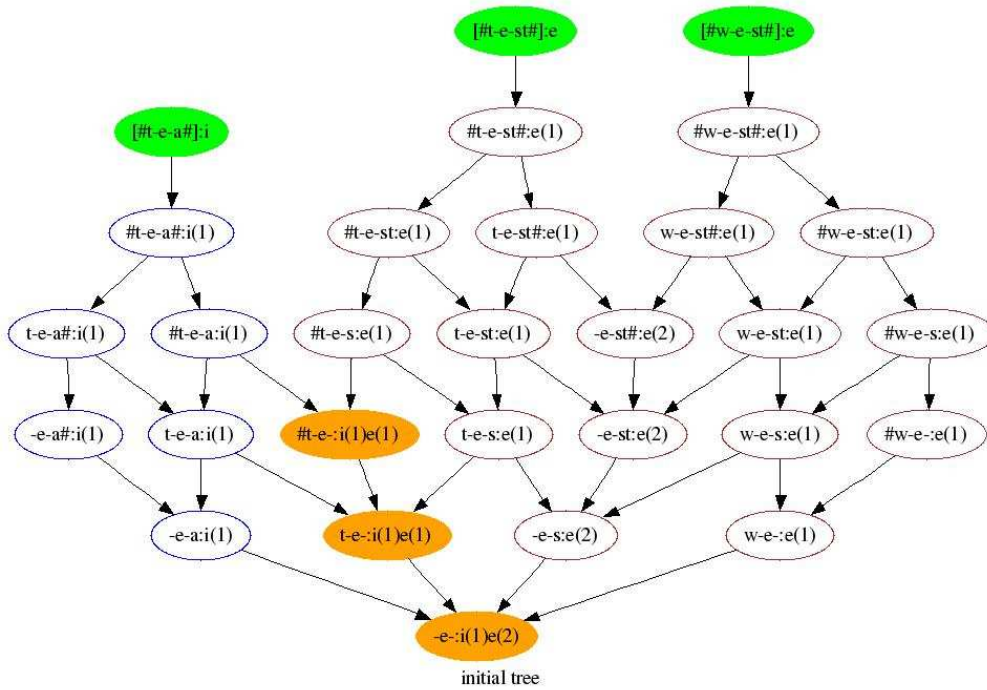 [#t-e-st#]:e
[#w-e-st#]:e
[#t-e-a#]:i
#t-e-st#:e(1)
#w-e-st#:e(1)
#t-e-a#:i(1)
#t-e-st:e(1)
t-e-st#:e(1)
w-e-st#:e(1)
#w-e-st:e(1)
t-e-a#:i(1)
#t-e-a:i(1)
#t-e-s:e(1)
t-e-st:e(1)
-e-st#:e(2)
w-e-st:e(1)
#w-e-s:e(1)
-e-a#:i(1)
t-e-a:i(1)
#t-e-:i(1)e(1)
t-e-s:e(1)
-e-st:e(2)
w-e-s:e(1)
#w-e-:e(1)
-e-a:i(1)
t-e-:i(1)e(1)
-e-s:e(2)
w-e-:e(1)
-e-:i(1)e(2)
initial tree